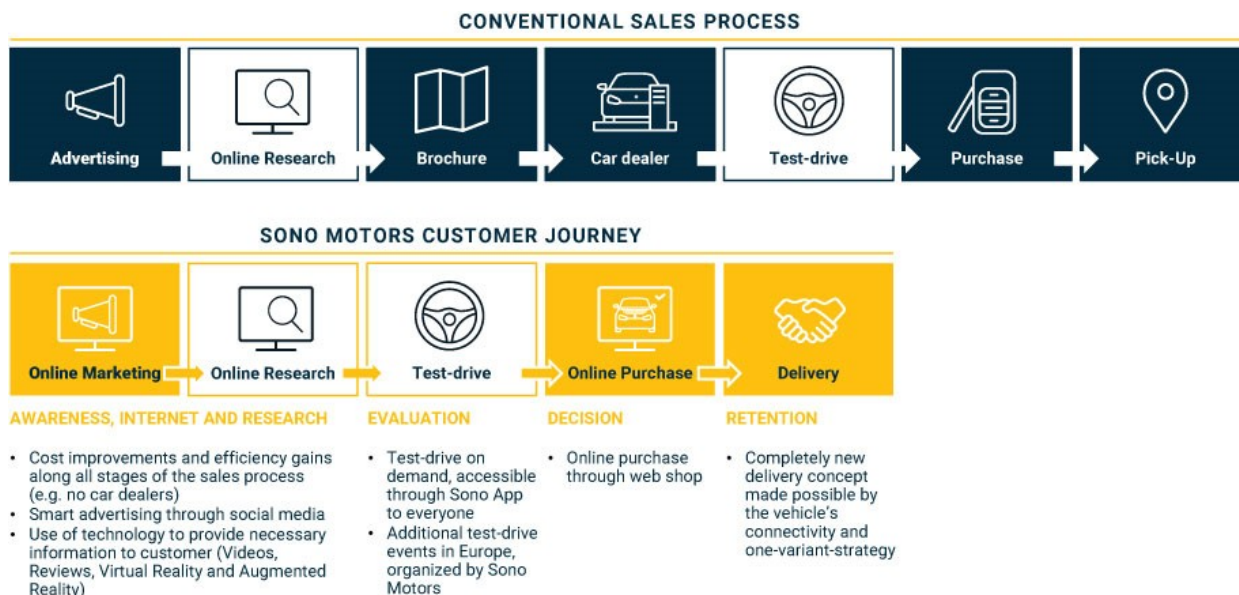 CONVENTIONAL SALES PROCESS
Advertising
Online Research
Brochure
Car dealer
Test-drive
Purchase
Pick-Up
SONO MOTORS CUSTOMER JOURNEY
Online Marketing
Online Research
Test-drive
Online Purchase
Delivery
AWARENESS, INTERNET AND RESEARCH
• Cost improvements and efficiency gains
along all stages of the sales process
(e.g. no car dealers)
• Smart advertising through social media
• Use of technology to provide necessary
information to customer (Videos,
Reviews, Virtual Reality and Augmented
Reality)
EVALUATION
• Test-drive on
demand, accessible
through Sono App
to everyone
• Additional test-drive
events in Europe,
organized by Sono
Motors
DECISION
• Online purchase
through web shop
RETENTION
• Completely new
delivery concept
made possible by
the vehicle's
connectivity and
one-variant-strategy